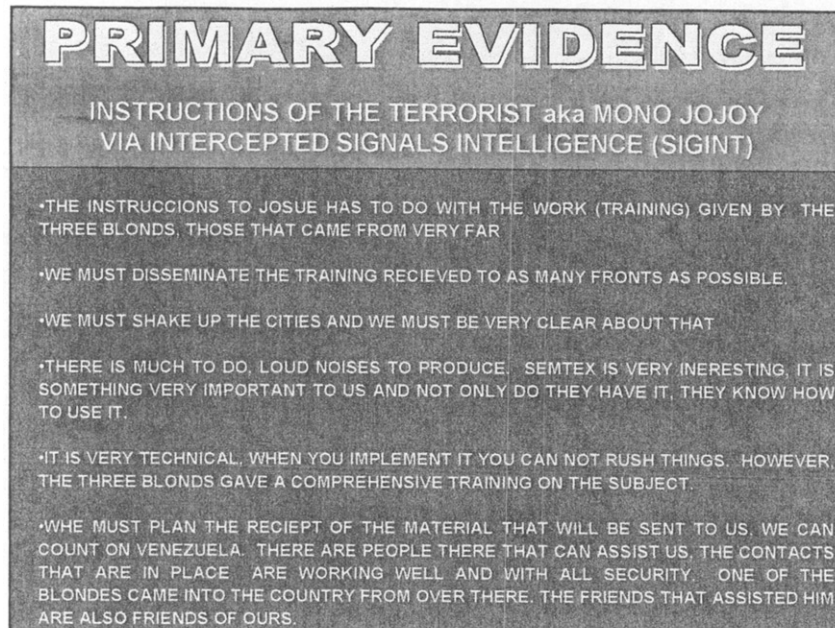 PRIMARY EVIDENCE
INSTRUCTIONS OF THE TERRORIST aka MONO JOJOY
VIA INTERCEPTED SIGNALS INTELLIGENCE (SIGINT)
•THE INSTRUCCIONS TO JOSUE HAS TO DO WITH THE WORK (TRAINING) GIVEN BY THE
THREE BLONDS, THOSE THAT CAME FROM VERY FAR
•WE MUST DISSEMINATE THE TRAINING RECIEVED TO AS MANY FRONTS AS POSSIBLE.
•WE MUST SHAKE UP THE CITIES AND WE MUST BE VERY CLEAR ABOUT THAT
•THERE IS MUCH TO DO, LOUD NOISES TO PRODUCE. SEMTEX IS VERY INERESTING, IT IS
SOMETHING VERY IMPORTANT TO US AND NOT ONLY DO THEY HAVE IT, THEY KNOW HOW
TO USE IT.
•IT IS VERY TECHNICAL, WHEN YOU IMPLEMENT IT YOU CAN NOT RUSH THINGS. HOWEVER,
THE THREE BLONDS GAVE A COMPREHENSIVE TRAINING ON THE SUBJECT.
•WHE MUST PLAN THE RECIEPT OF THE MATERIAL THAT WILL BE SENT TO US, WE CAN
COUNT ON VENEZUELA. THERE ARE PEOPLE THERE THAT CAN ASSIST US, THE CONTACTS
THAT ARE IN PLACE ARE WORKING WELL AND WITH ALL SECURITY. ONE OF THE
BLONDES CAME INTO THE COUNTRY FROM OVER THERE. THE FRIENDS THAT ASSISTED HIM
ARE ALSO FRIENDS OF OURS.